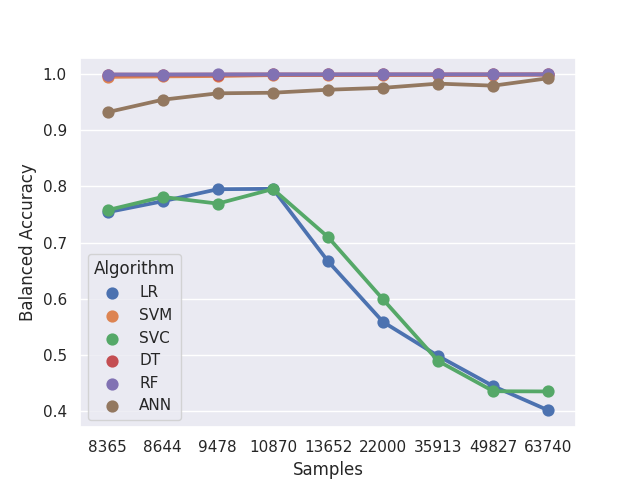 1.0
0.9
0.8
0.7
0.6
0.5
0.4
Balanced Accuracy
Algorithm
LR
SVM
SVC
DT
RF
ANN
8365 8644 9478 10870 13652 22000 35913 49827 63740
Samples